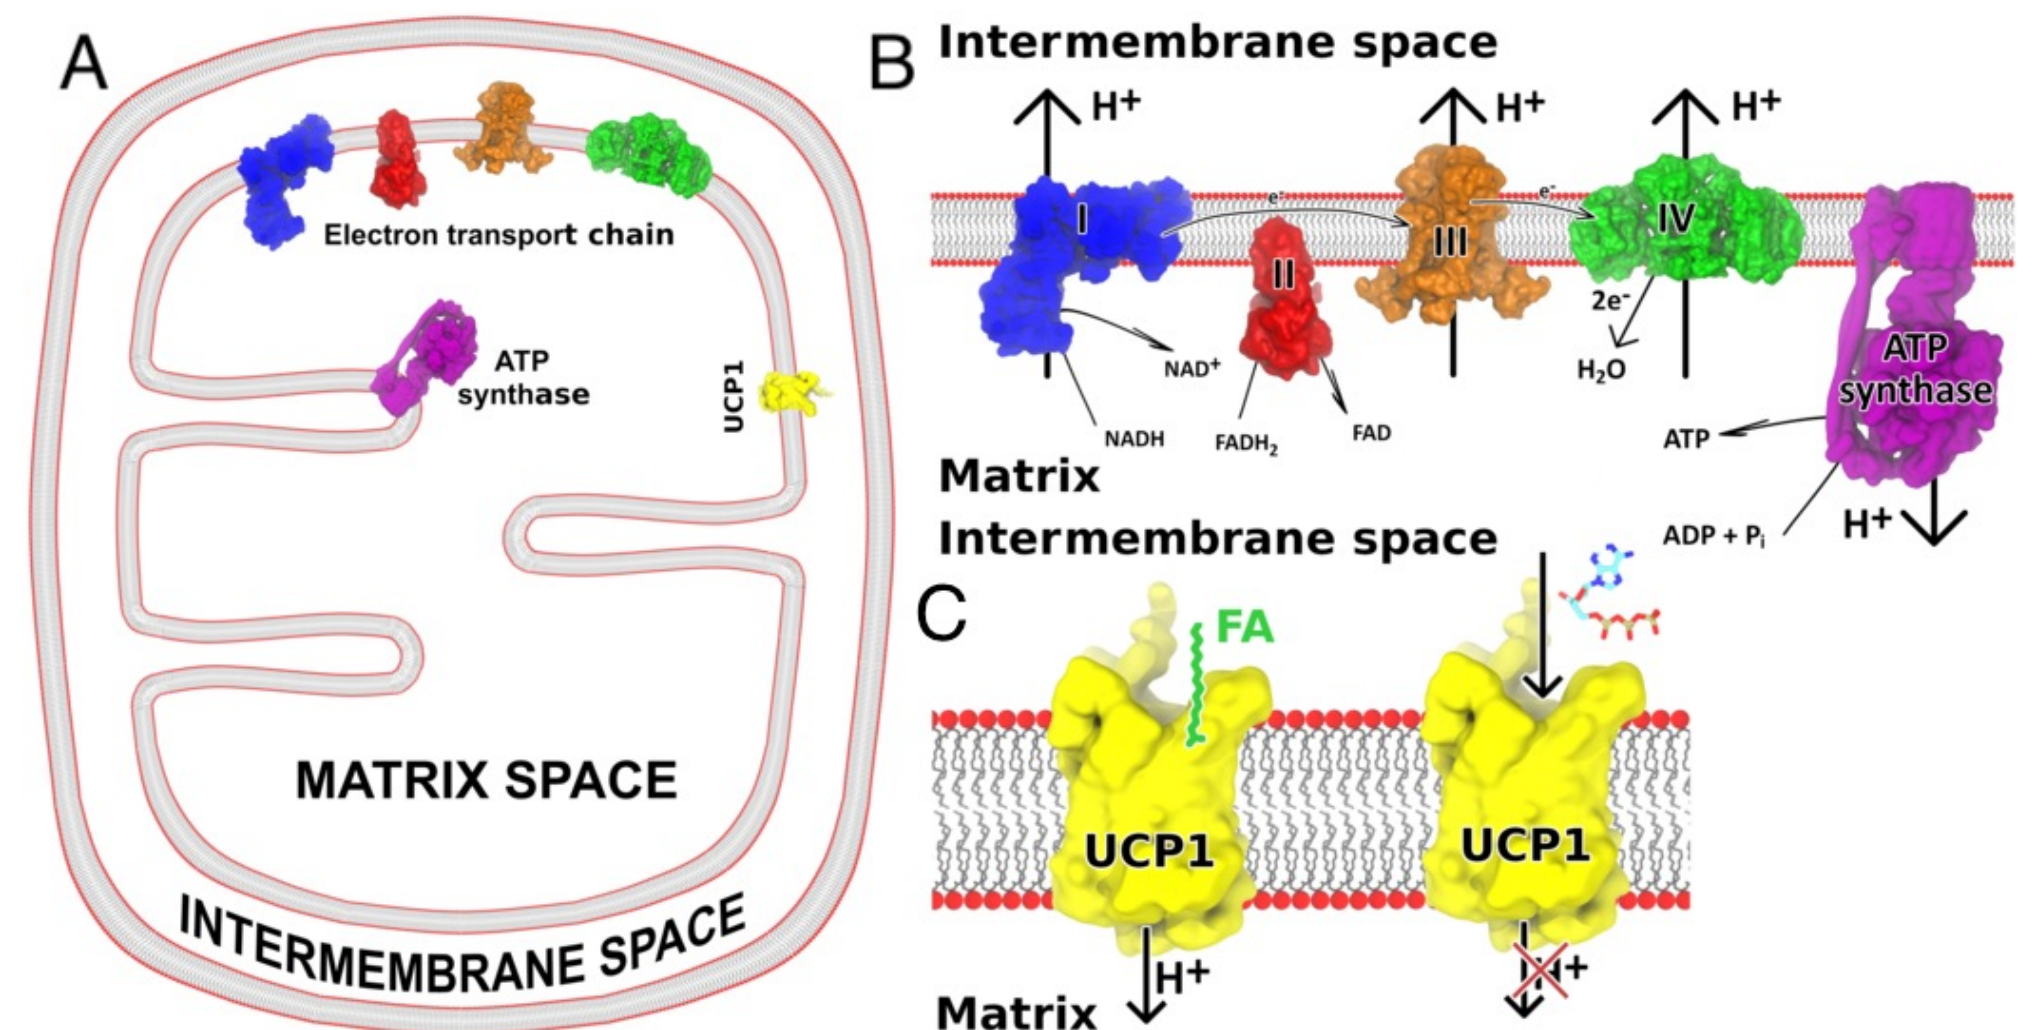 A
Electron transport chain
ATP
synthase
UCP1
MATRIX SPACE
INTERMEMBRANE SPACE
B
Intermembrane space
H+
H+
H+
e-
e-
I
II
III
IV
2e-
H₂O
NAD+
NADH
FADH₂
FAD
ATP
synthase
ATP
ADP + Pi
H+
Matrix
C
Intermembrane space
FA
UCP1
UCP1
H+
H+
Matrix